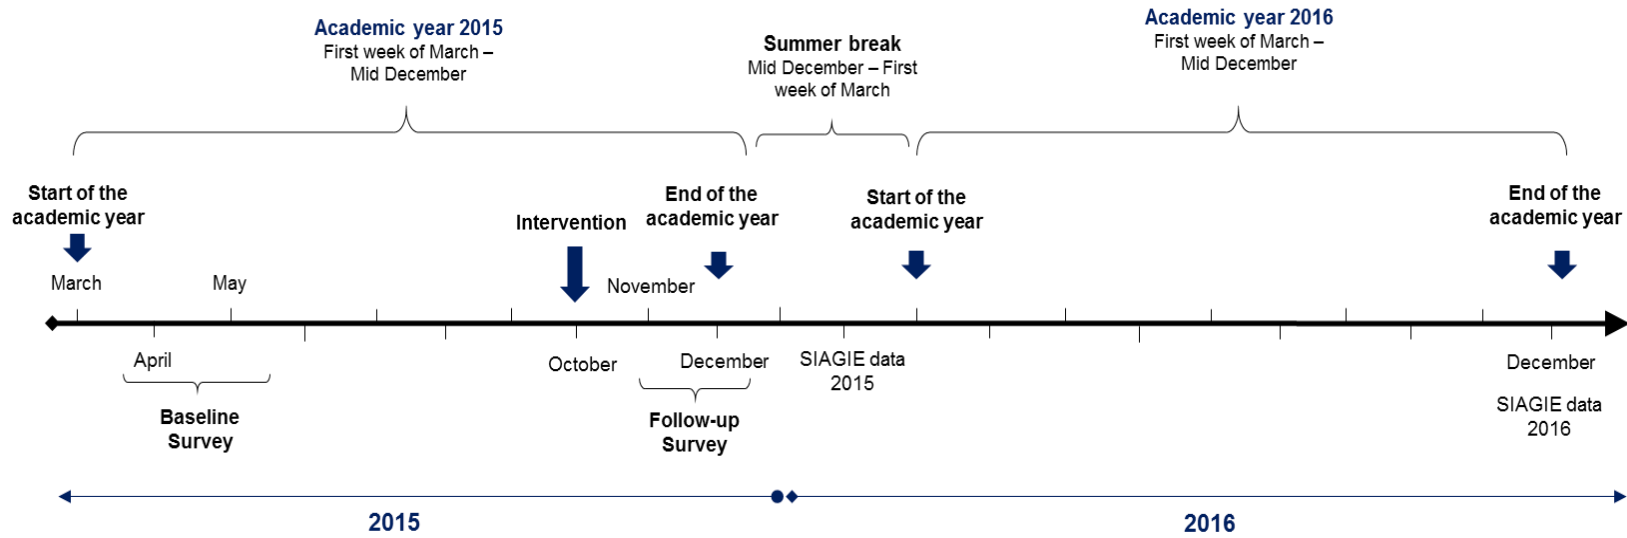 Academic year 2015
First week of March –
Mid December
Summer break
Mid December – First
week of March
Academic year 2016
First week of March –
Mid December
Start of the
academic year
Intervention
End of the
academic year
Start of the
academic year
End of the
academic year
March
May
November
April
October
December
SIAGIE data
2015
December
SIAGIE data
2016
Baseline
Survey
Follow-up
Survey
2015
2016